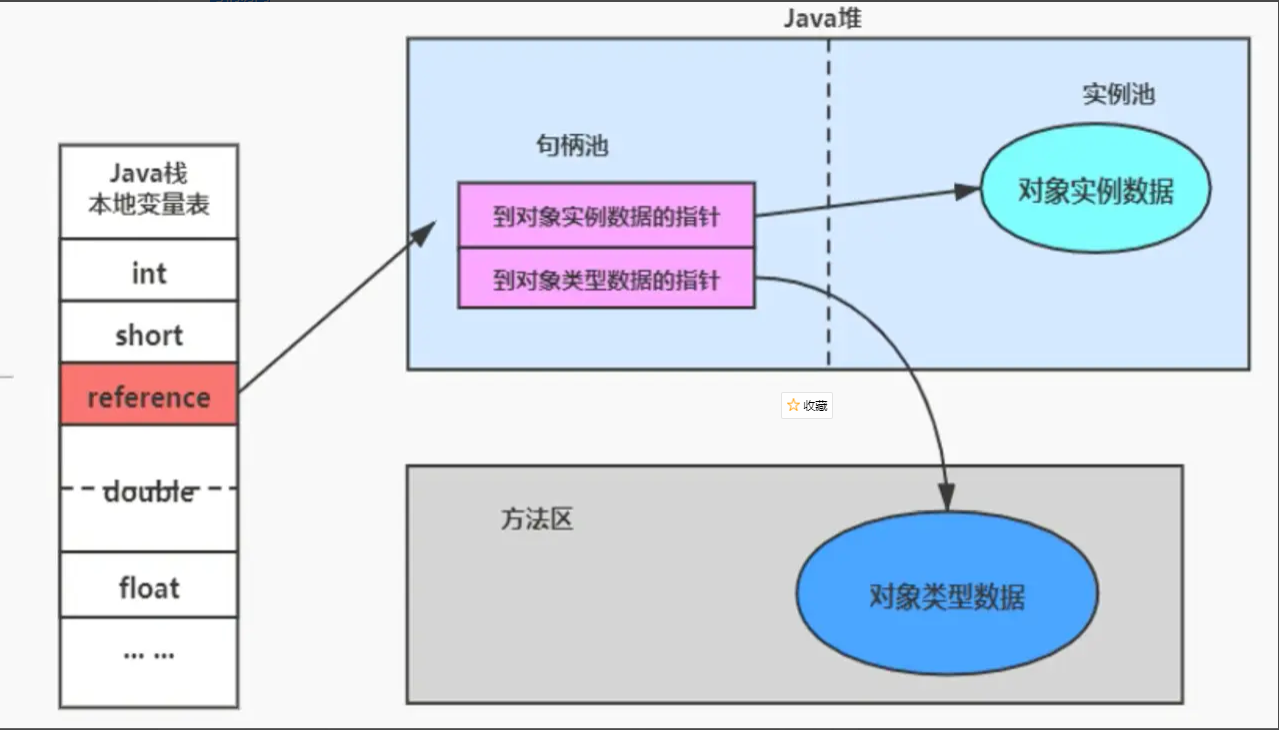 Java堆
实例池
句柄池
对象实例数据
到对象实例数据的指针
到对象类型数据的指针
Java栈
本地变量表
int
short
reference
double
float
... ...
收藏
方法区
对象类型数据